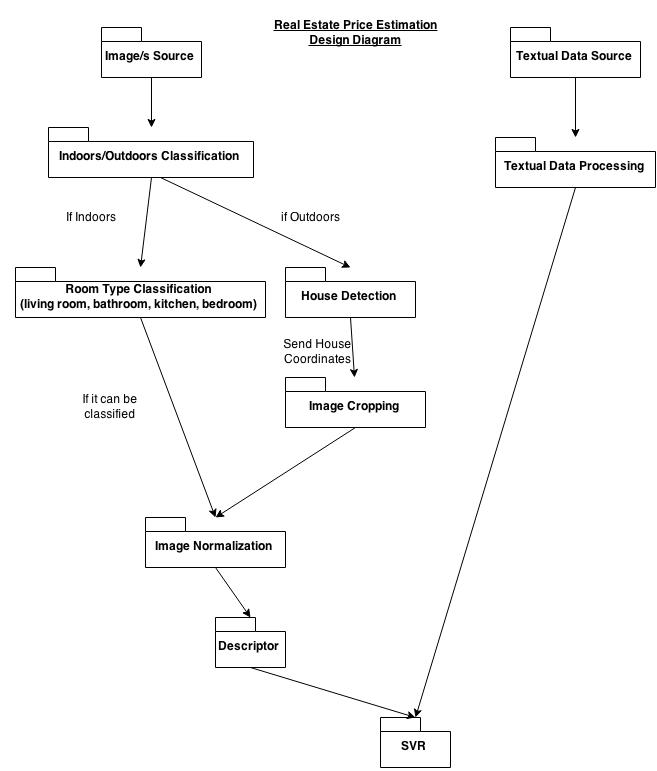 Real Estate Price Estimation
Design Diagram
Image/s Source
Textual Data Source
Indoors/Outdoors Classification
Textual Data Processing
If Indoors
if Outdoors
Room Type Classification
(living room, bathroom, kitchen, bedroom)
House Detection
Send House
Coordinates
If it can be
classified
Image Cropping
Image Normalization
Descriptor
SVR